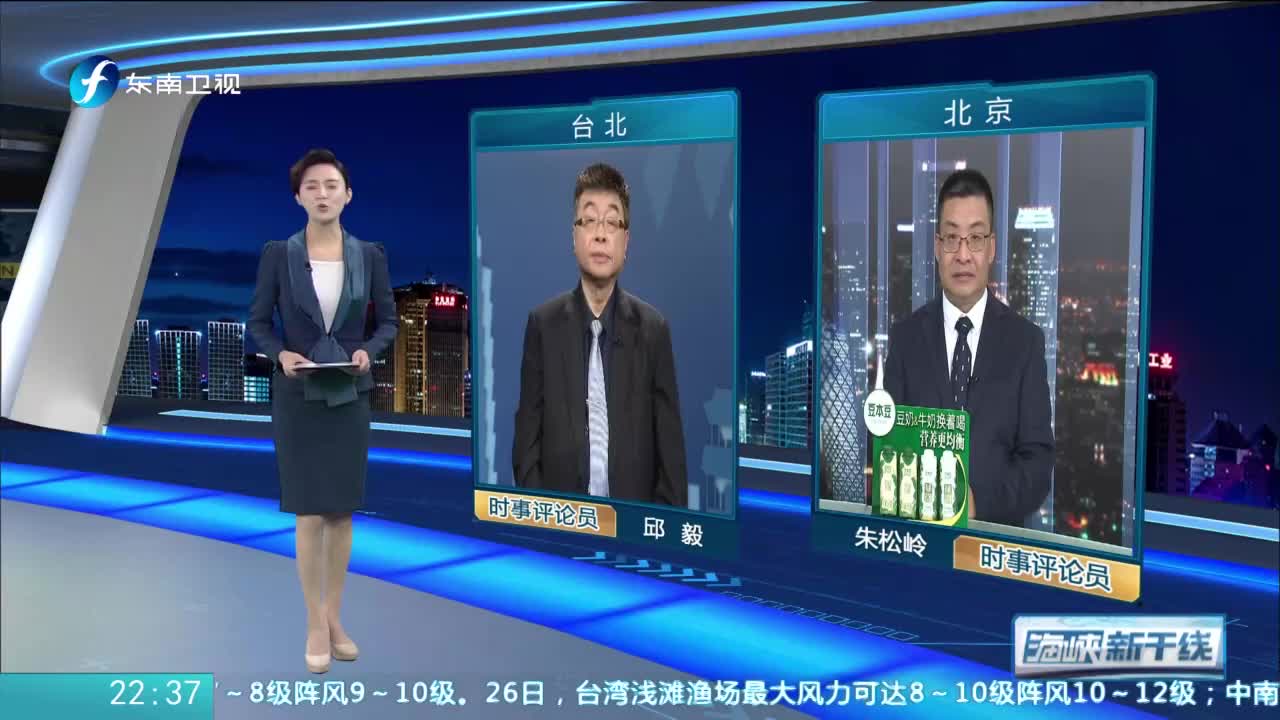 东南卫视
台北
北京
豆本豆
豆奶&牛奶换着喝
营养更均衡
工业
时事评论员
邱毅
朱松岭
时事评论员
海峡新干线
22:37
～8级阵风9～10级。26日，台湾浅滩渔场最大风力可达8～10级阵风10～12级；中南